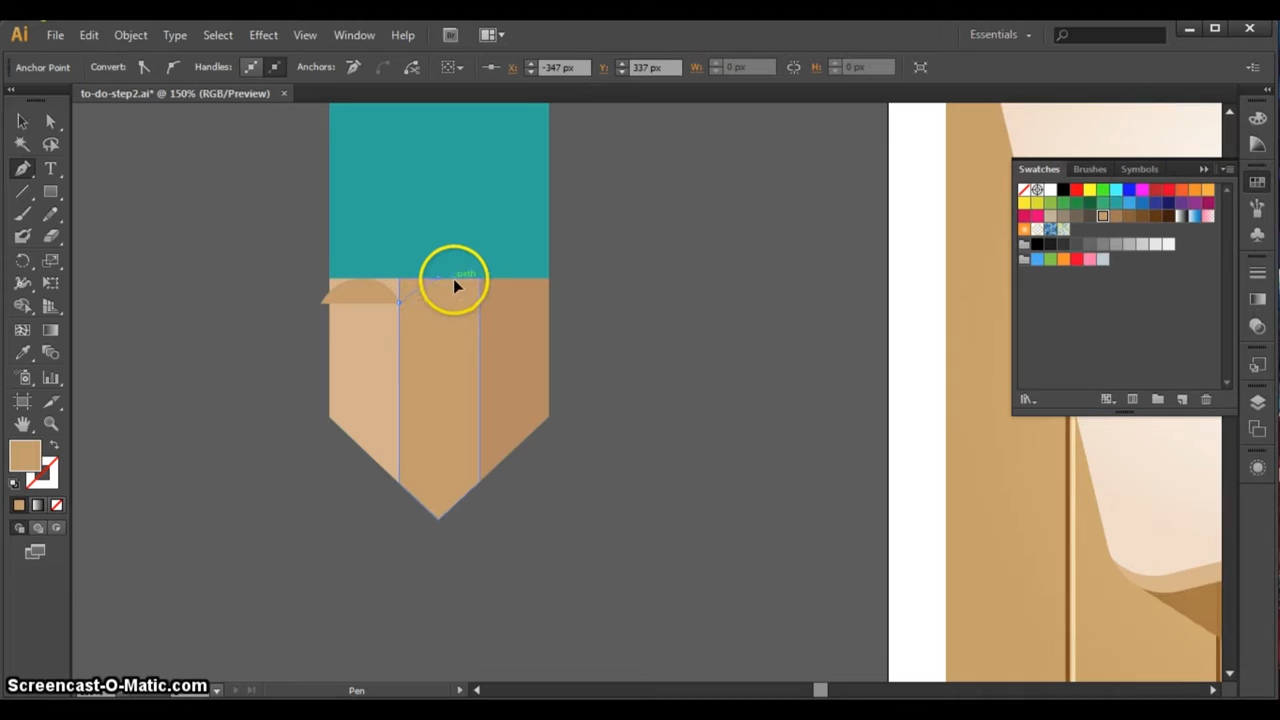 Ai File Edit Object Type Select Effect View Window Help Br Essentials
Anchor Point Convert: Handles: Anchors: X: -347 px Y: 337 px W: 0 px H: 0 px
to-do-step2.ai* @ 150% (RGB/Preview) ×
path
Swatches Brushes Symbols
T
Screencast-O-Matic.com Pen